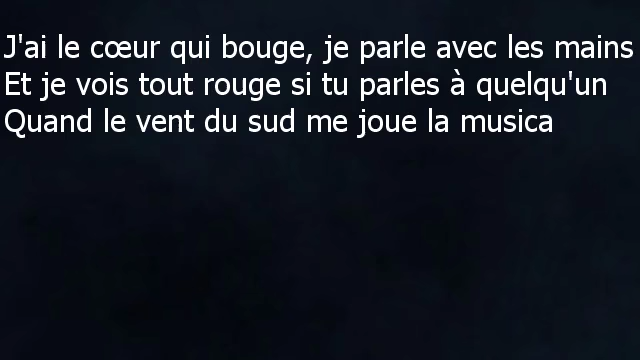 J'ai le cœur qui bouge, je parle avec les mains
Et je vois tout rouge si tu parles à quelqu'un
Quand le vent du sud me joue la musica